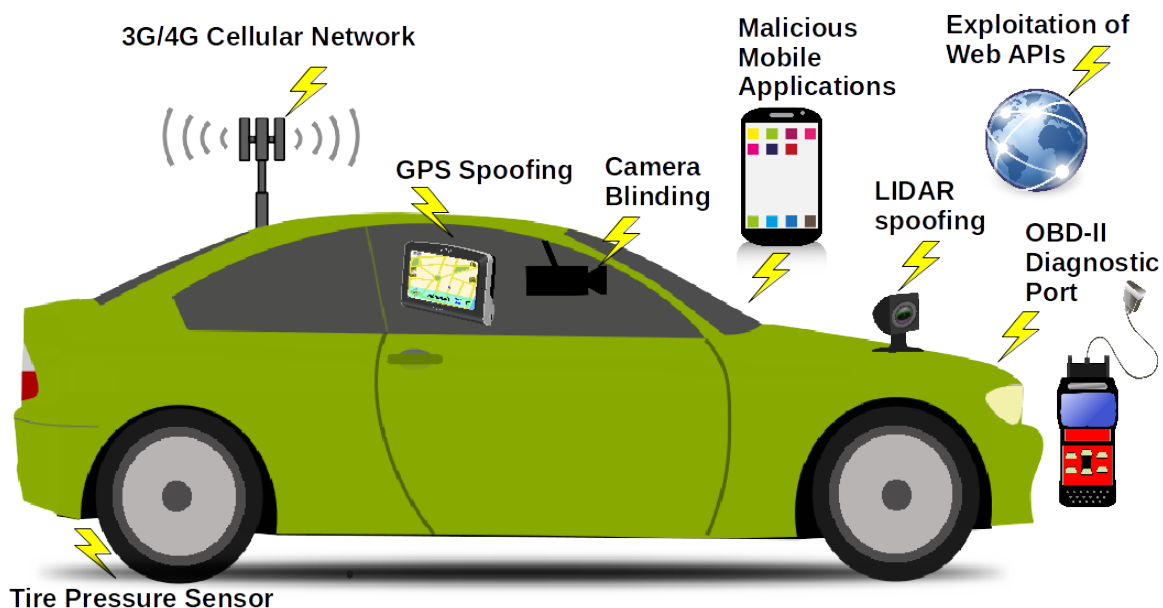 3G/4G Cellular Network
GPS Spoofing
Camera
Blinding
Malicious
Mobile
Applications
Exploitation of
Web APIs
LIDAR
spoofing
OBD-II
Diagnostic
Port
Tire Pressure Sensor